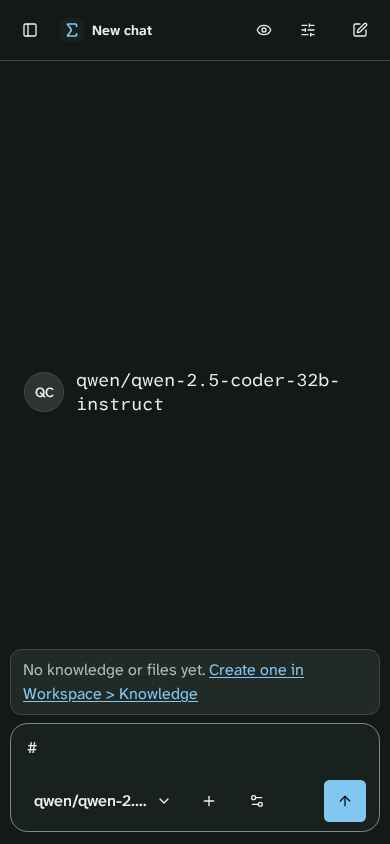 New chat
QC
qwen/qwen-2.5-coder-32b-
instruct
No knowledge or files yet. Create one in
Workspace > Knowledge
#
qwen/qwen-2....